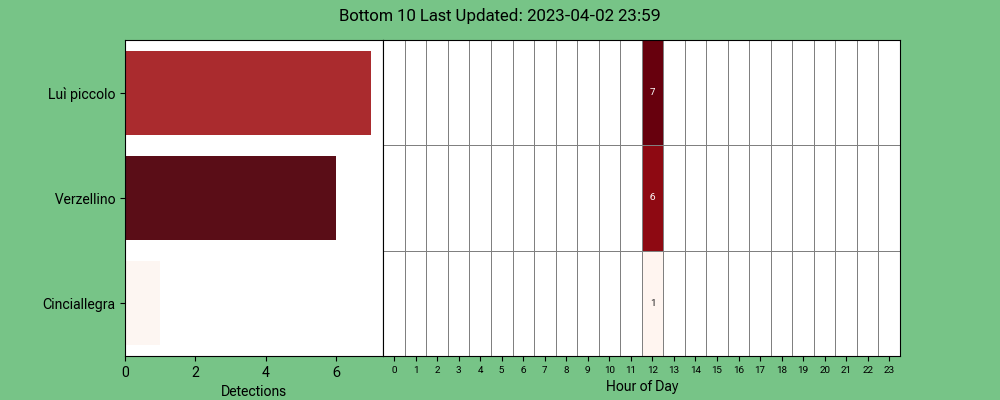 Bottom 10 Last Updated: 2023-04-02 23:59
Luì piccolo
7
Verzellino
6
Cinciallegra
1
0 2 4 6
0 1 2 3 4 5 6 7 8 9 10 11 12 13 14 15 16 17 18 19 20 21 22 23
Detections
Hour of Day